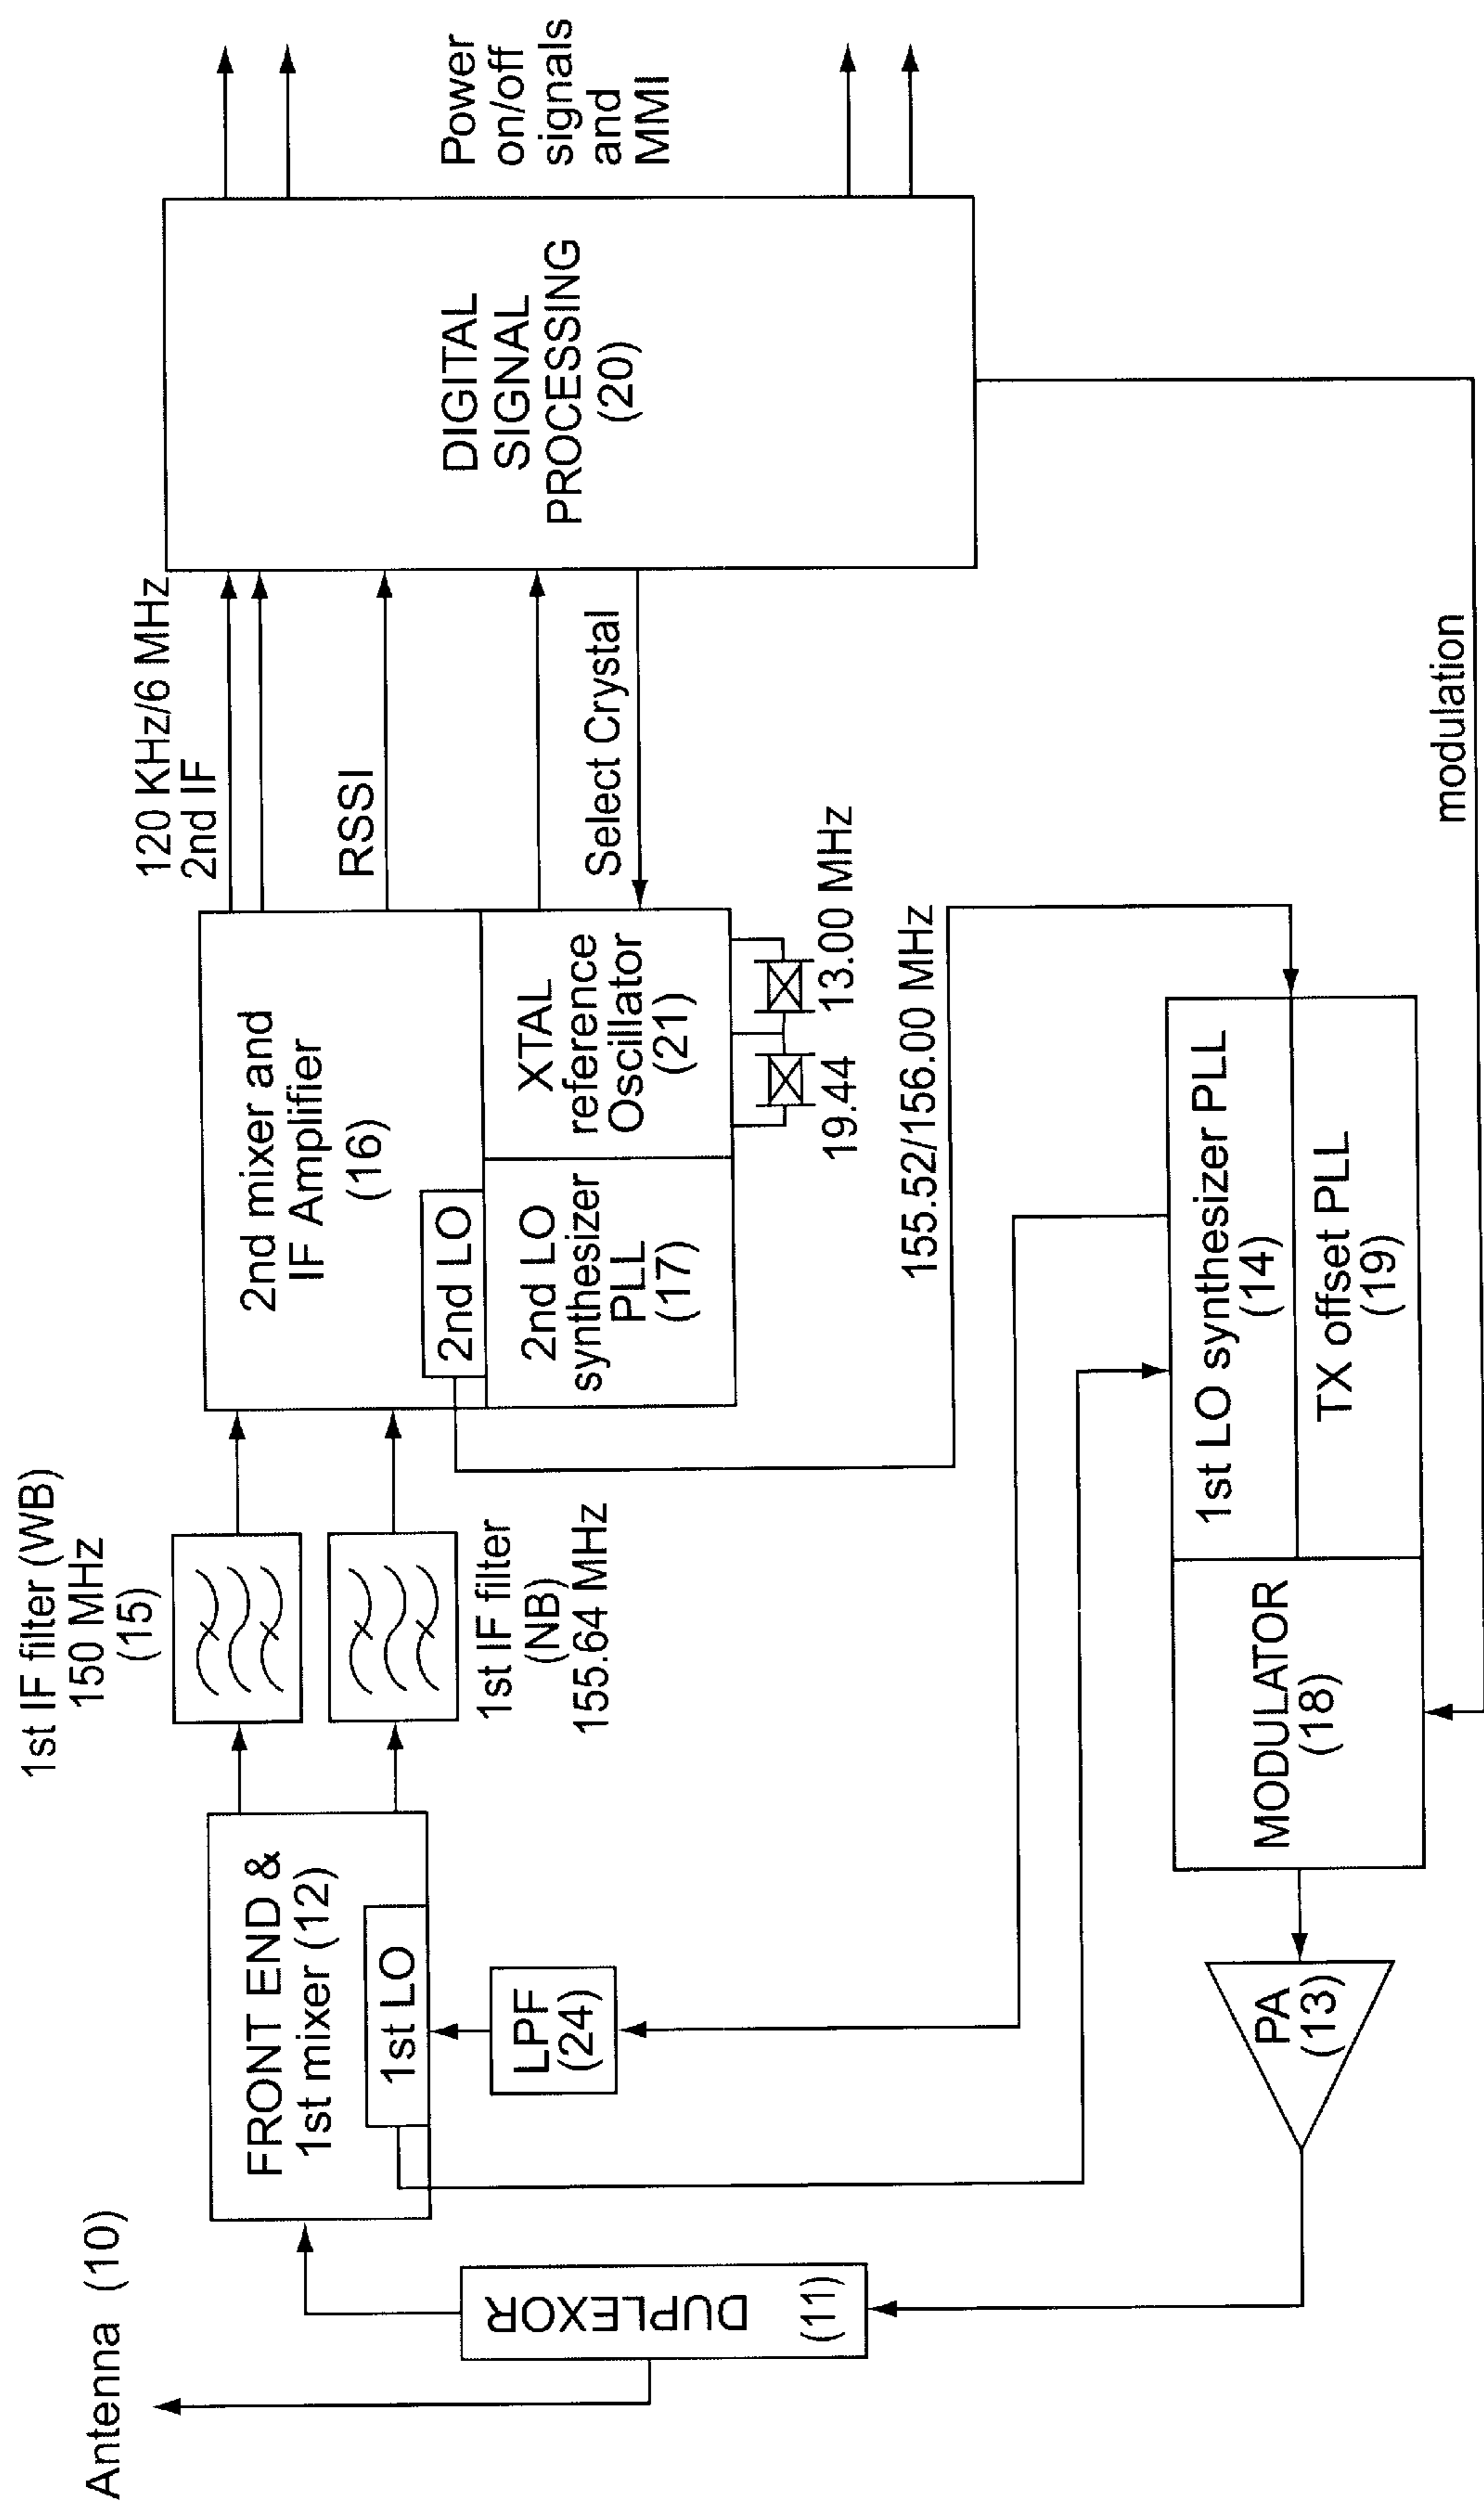 Antenna (10)
DUPLEXOR
(11)
FRONT END &
1st mixer (12)
1st LO
LPF
(24)
1st IF filter (WB)
150 MHz
(15)
1st IF filter
(NB)
155.64 MHz
2nd mixer and
IF Amplifier
(16)
2nd LO
2nd LO
synthesizer
PLL
(17)
XTAL
reference
Oscillator
(21)
19.44
13.00 MHz
155.52/156.00 MHz
120 KHz/6 MHz
2nd IF
RSSI
Select Crystal
DIGITAL
SIGNAL
PROCESSING
(20)
Power
on/off
signals
and
MMI
PA
(13)
MODULATOR
(18)
1st LO synthesizer PLL
(14)
TX offset PLL
(19)
modulation